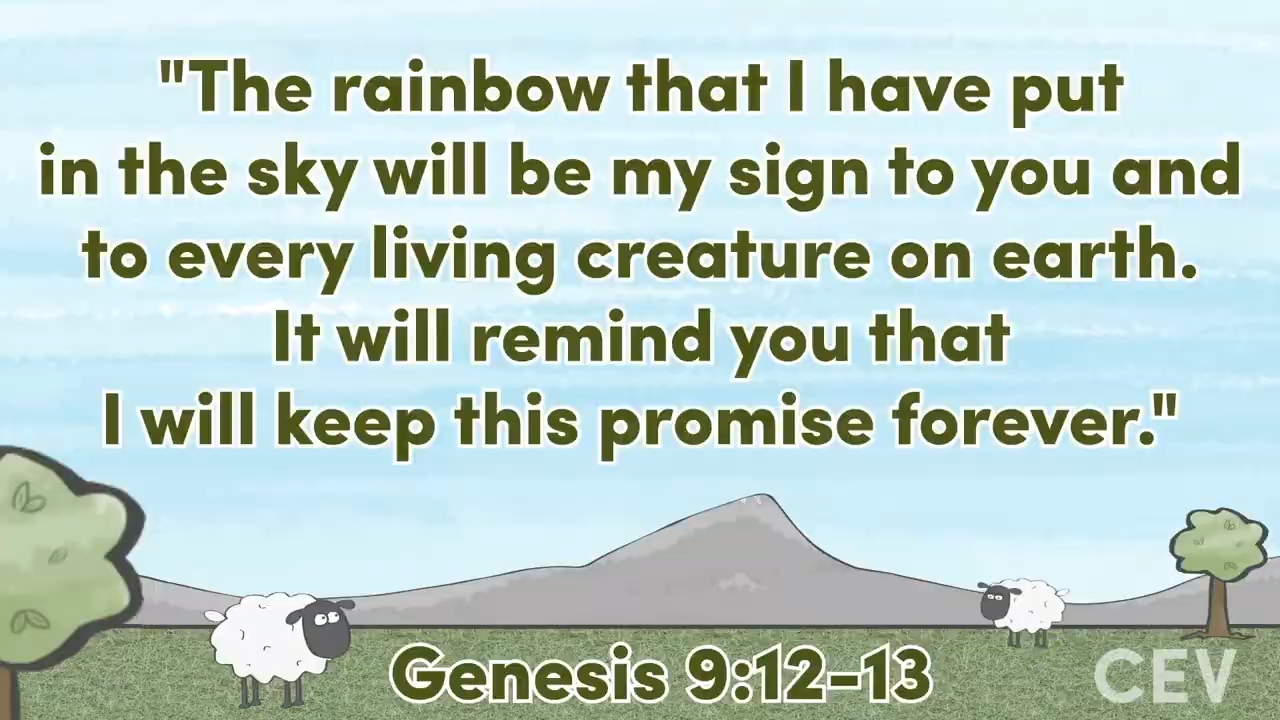 "The rainbow that I have put
in the sky will be my sign to you and
to every living creature on earth.
It will remind you that
I will keep this promise forever."
Genesis 9:12–13
CEV